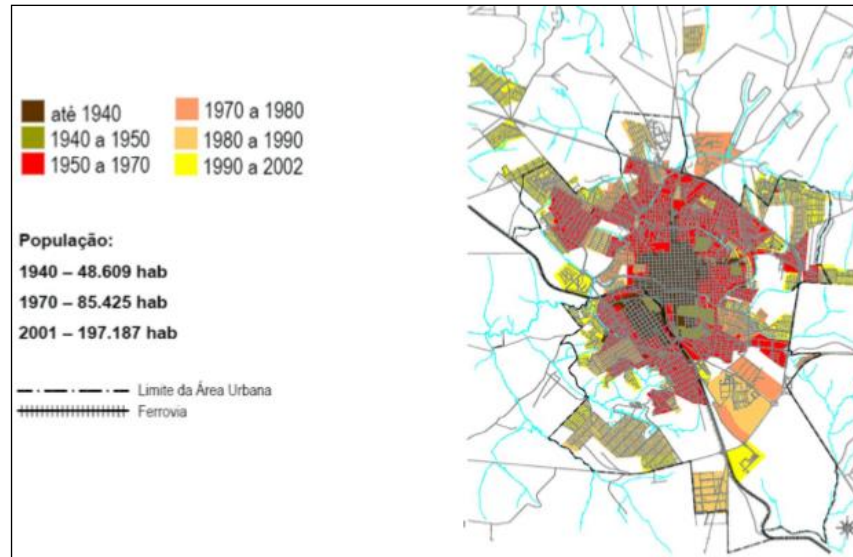 até 1940
1940 a 1950
1950 a 1970
1970 a 1980
1980 a 1990
1990 a 2002
População:
1940 – 48.609 hab
1970 – 85.425 hab
2001 – 197.187 hab
Limite da Área Urbana
Ferrovia